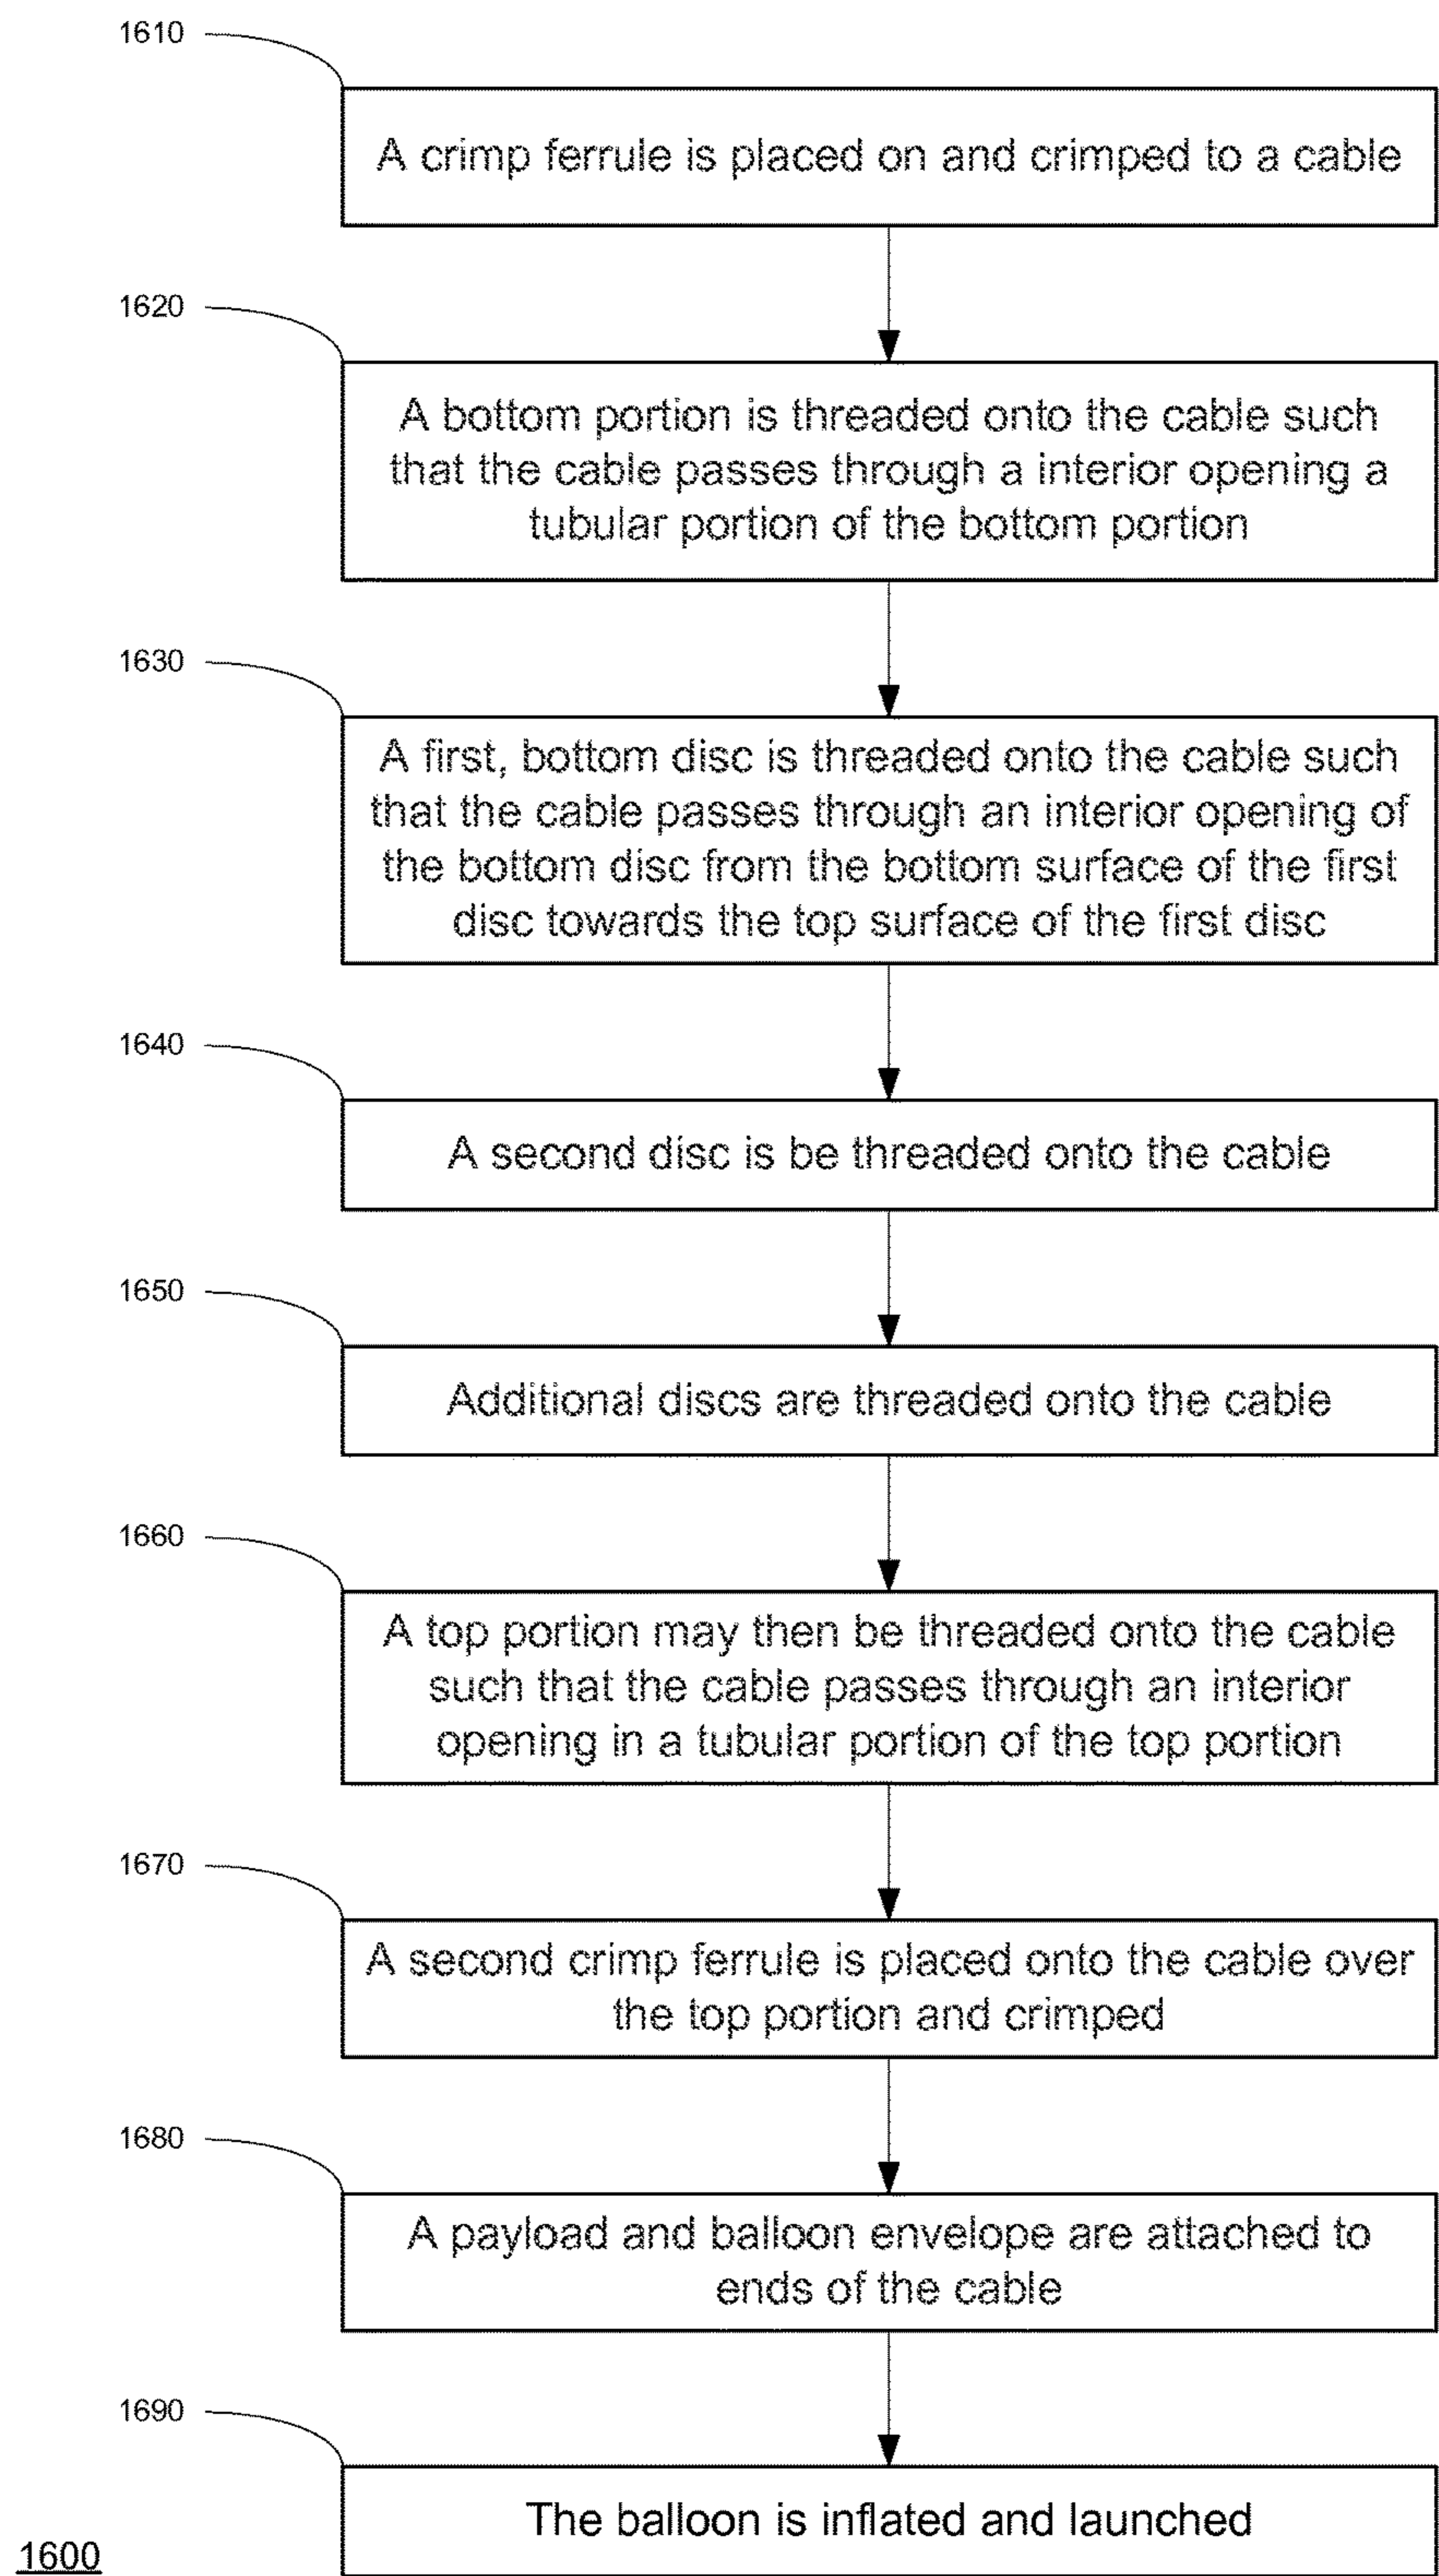 1610
A crimp ferrule is placed on and crimped to a cable
1620
A bottom portion is threaded onto the cable such
that the cable passes through a interior opening a
tubular portion of the bottom portion
1630
A first, bottom disc is threaded onto the cable such
that the cable passes through an interior opening of
the bottom disc from the bottom surface of the first
disc towards the top surface of the first disc
1640
A second disc is be threaded onto the cable
1650
Additional discs are threaded onto the cable
1660
A top portion may then be threaded onto the cable
such that the cable passes through an interior
opening in a tubular portion of the top portion
1670
A second crimp ferrule is placed onto the cable over
the top portion and crimped
1680
A payload and balloon envelope are attached to
ends of the cable
1690
The balloon is inflated and launched
1600